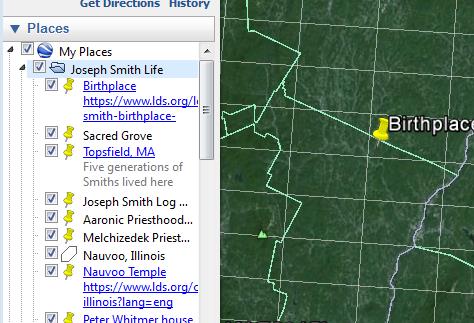 Get Directions History
Places
My Places
Joseph Smith Life
Birthplace
https://www.lds.org/
smith-birthplace-
Sacred Grove
Topsfield, MA
Five generations of
Smiths lived here
Joseph Smith Log ...
Aaronic Priesthood...
Melchizedek Priest...
Nauvoo, Illinois
Nauvoo Temple
https://www.lds.org/
illinois?lang=eng
Peter Whitmer house
Birthplace